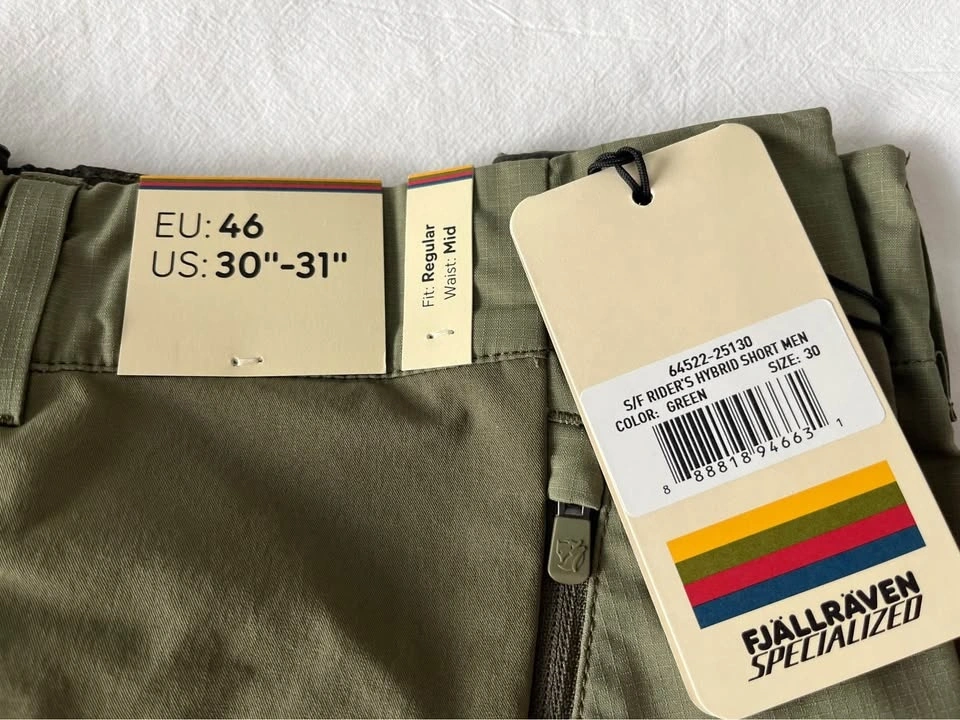 EU: 46
US: 30"-31"
Fit: Regular
Waist: Mid
64522-25130
S/F RIDER'S HYBRID SHORT MEN
COLOR: GREEN SIZE: 30
8 88818 94663 1
FJÄLLRÄVEN
SPECIALIZED